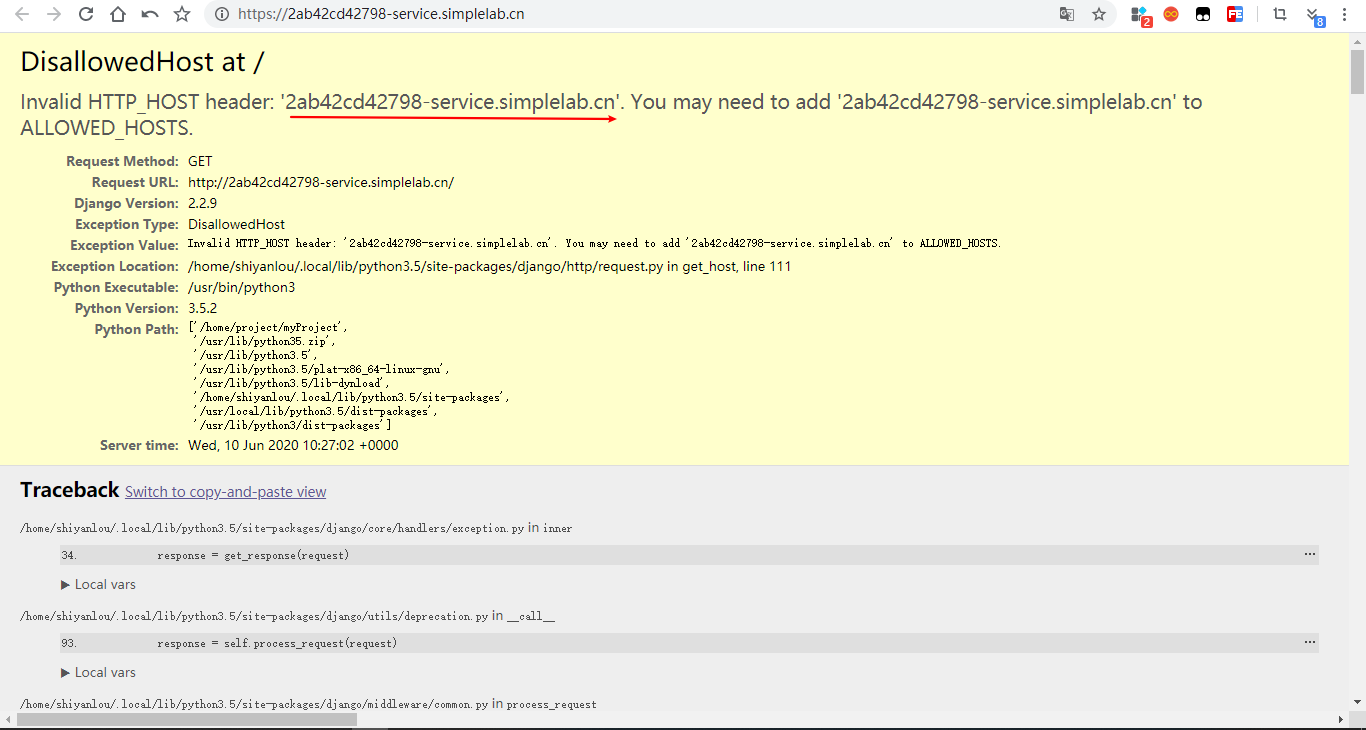 https://2ab42cd42798-service.simplelab.cn
2
FE
8
DisallowedHost at /
Invalid HTTP_HOST header: '2ab42cd42798-service.simplelab.cn'. You may need to add '2ab42cd42798-service.simplelab.cn' to
ALLOWED_HOSTS.
Request Method: GET
Request URL: http://2ab42cd42798-service.simplelab.cn/
Django Version: 2.2.9
Exception Type: DisallowedHost
Exception Value: Invalid HTTP_HOST header: '2ab42cd42798-service.simplelab.cn'. You may need to add '2ab42cd42798-service.simplelab.cn' to ALLOWED_HOSTS.
Exception Location: /home/shiyanlou/.local/lib/python3.5/site-packages/django/http/request.py in get_host, line 111
Python Executable: /usr/bin/python3
Python Version: 3.5.2
Python Path: ['/home/project/myProject',
'/usr/lib/python35.zip',
'/usr/lib/python3.5',
'/usr/lib/python3.5/plat-x86_64-linux-gnu',
'/usr/lib/python3.5/lib-dynload',
'/home/shiyanlou/.local/lib/python3.5/site-packages',
'/usr/local/lib/python3.5/dist-packages',
'/usr/lib/python3/dist-packages']
Server time: Wed, 10 Jun 2020 10:27:02 +0000
Traceback Switch to copy-and-paste view
/home/shiyanlou/.local/lib/python3.5/site-packages/django/core/handlers/exception.py in inner
34. response = get_response(request) ...
▶ Local vars
/home/shiyanlou/.local/lib/python3.5/site-packages/django/utils/deprecation.py in __call__
93. response = self.process_request(request) ...
▶ Local vars
/home/shiyanlou/.local/lib/python3.5/site-packages/django/middleware/common.py in process_request